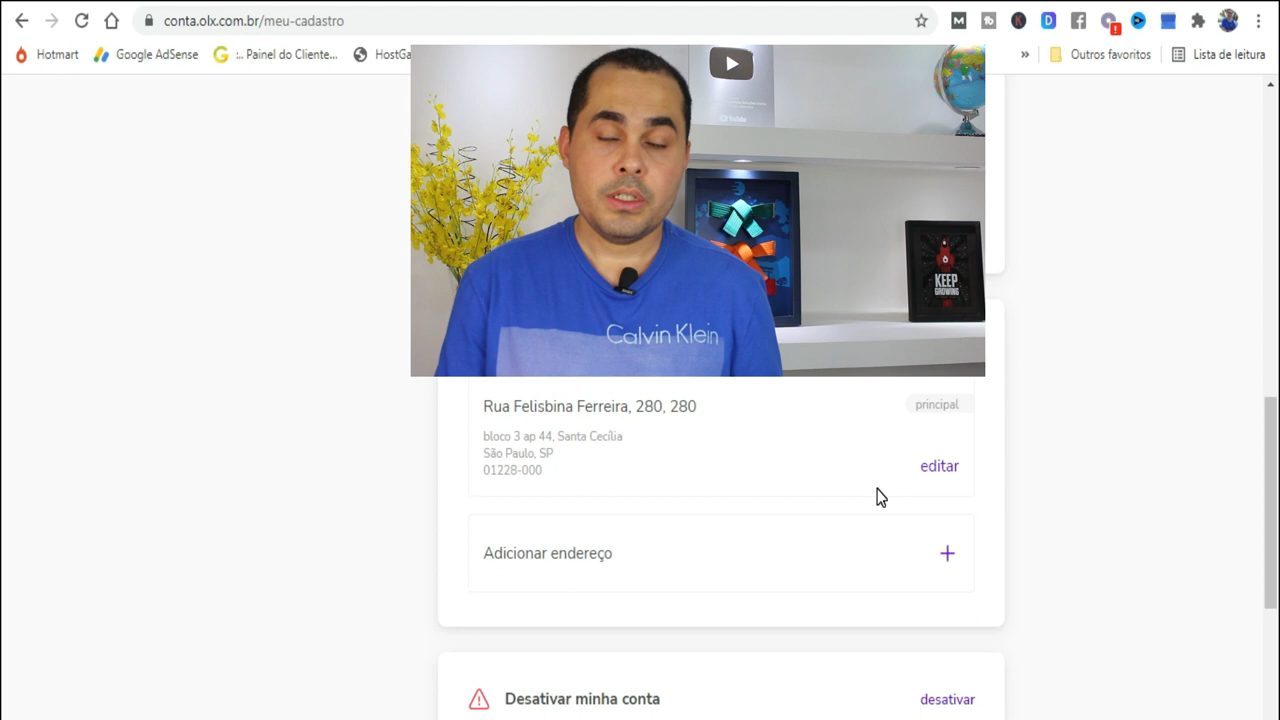 conta.olx.com.br/meu-cadastro
Hotmart
Google AdSense
:.. Painel do Cliente...
HostGa
»
Outros favoritos
Lista de leitura
YouTube
KEEP
GROWING
Calvin Klein
Rua Felisbina Ferreira, 280, 280
principal
bloco 3 ap 44, Santa Cecília
São Paulo, SP
01228-000
editar
Adicionar endereço
+
Desativar minha conta
desativar